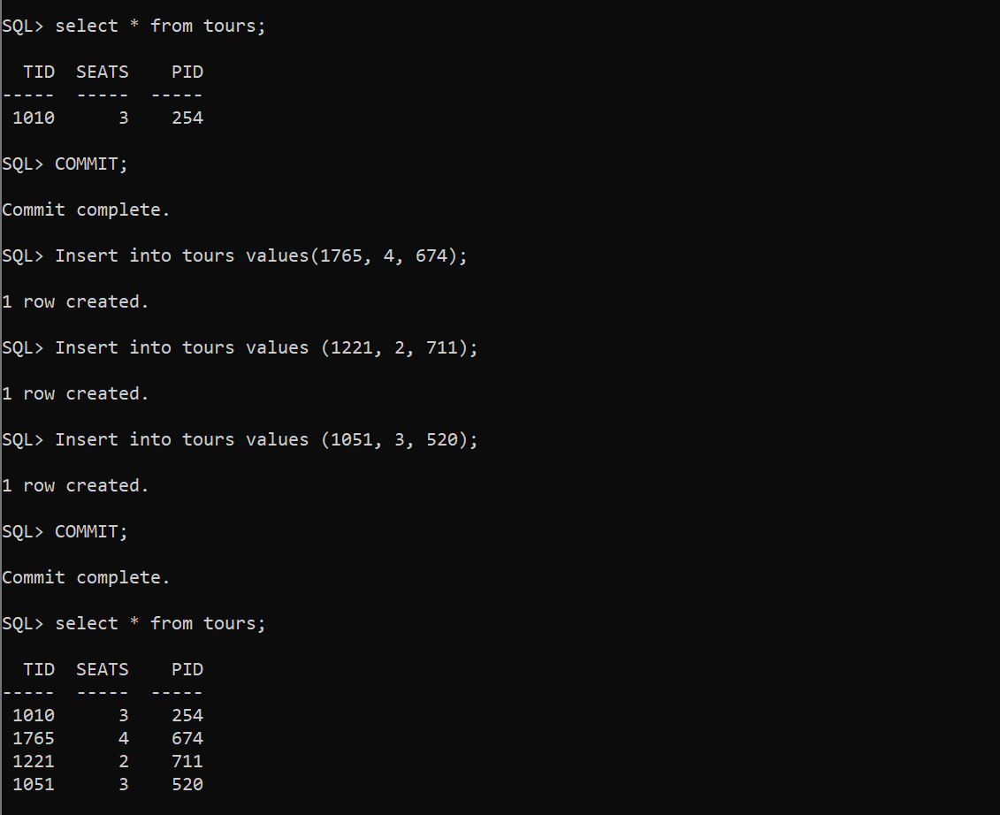 SQL> select * from tours;
TID SEATS PID
----- ----- -----
1010 3 254
SQL> COMMIT;
Commit complete.
SQL> Insert into tours values(1765, 4, 674);
1 row created.
SQL> Insert into tours values (1221, 2, 711);
1 row created.
SQL> Insert into tours values (1051, 3, 520);
1 row created.
SQL> COMMIT;
Commit complete.
SQL> select * from tours;
TID SEATS PID
----- ----- -----
1010 3 254
1765 4 674
1221 2 711
1051 3 520